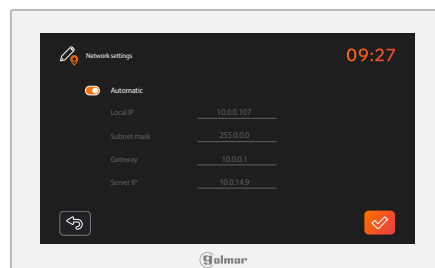 Network settings
09:27
Automatic
Local IP 10.0.0.107
Subnet mask 255.0.0.0
Gateway 10.0.0.1
Server IP 10.0.14.9
golmar